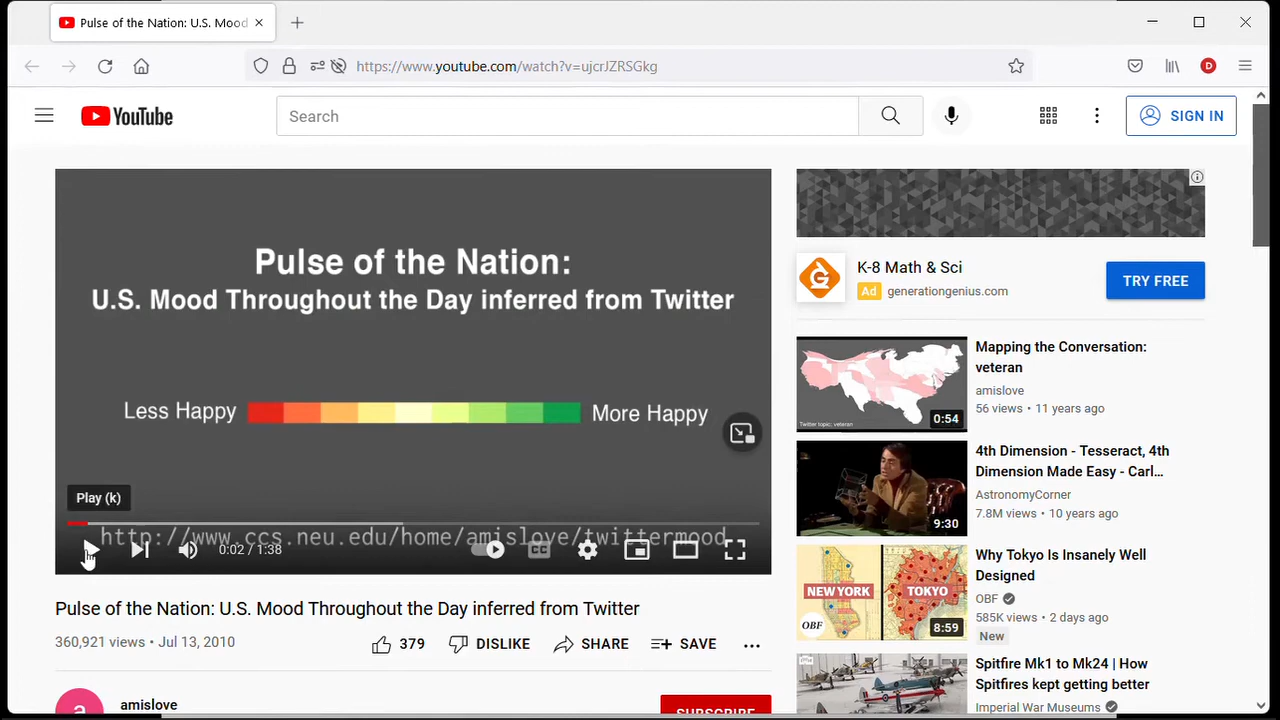 Pulse of the Nation: U.S. Mood
https://www.youtube.com/watch?v=ujcrJZRSGkg
D
YouTube
Search
SIGN IN
Pulse of the Nation:
U.S. Mood Throughout the Day inferred from Twitter
Less Happy
More Happy
Play (k)
http://www.ccs.neu.edu/home/amislove/twittermood
0:02 / 1:38
CC
Pulse of the Nation: U.S. Mood Throughout the Day inferred from Twitter
360,921 views • Jul 13, 2010
379
DISLIKE
SHARE
SAVE
a
amislove
SUBSCRIBE
K-8 Math & Sci
Ad generationgenius.com
TRY FREE
G
Twitter topic: veteran
0:54
Mapping the Conversation:
veteran
amislove
56 views • 11 years ago
9:30
4th Dimension - Tesseract, 4th
Dimension Made Easy - Carl...
AstronomyCorner
7.8M views • 10 years ago
NEW YORK
TOKYO
OBF
8:59
Why Tokyo Is Insanely Well
Designed
OBF
585K views • 2 days ago
New
Spitfire Mk1 to Mk24 | How
Spitfires kept getting better
Imperial War Museums